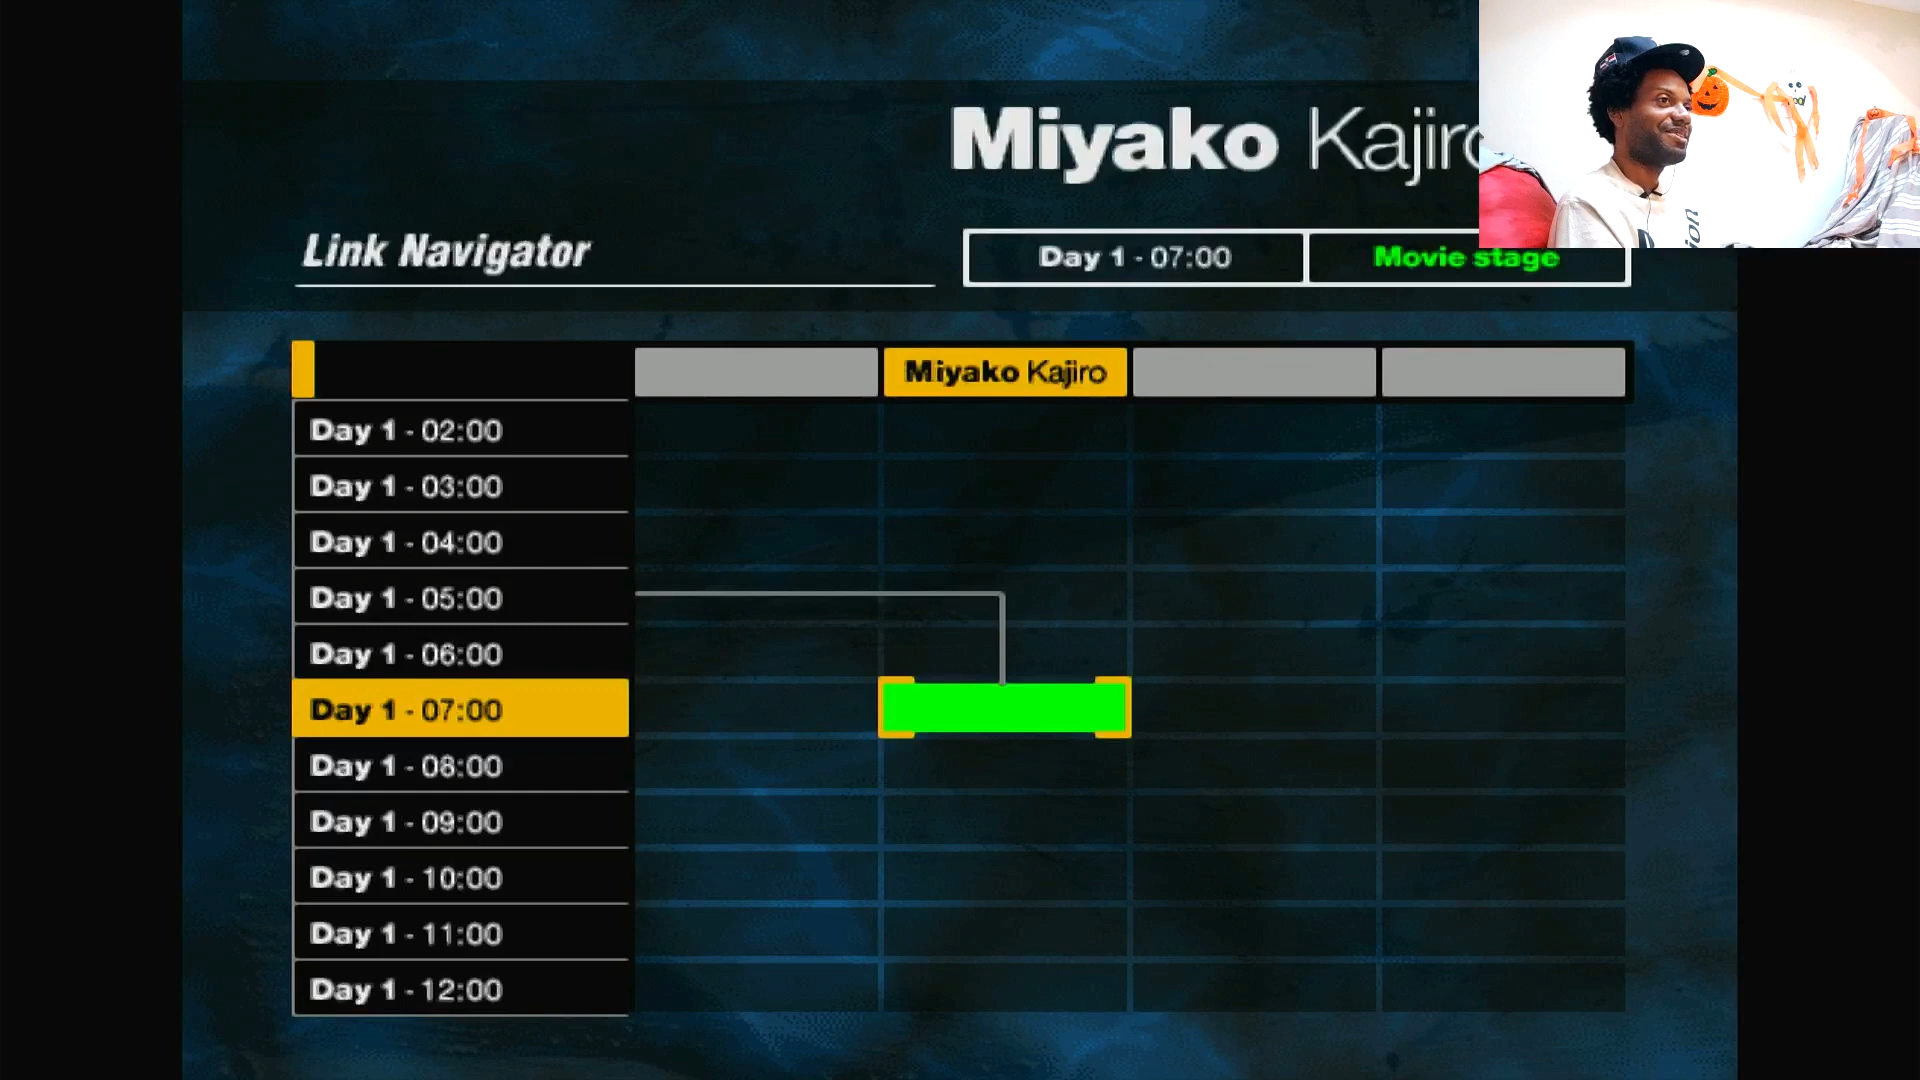 Miyako Kajiro
Link Navigator
Day 1 - 07:00
Movie stage
Miyako Kajiro
Day 1 - 02:00
Day 1 - 03:00
Day 1 - 04:00
Day 1 - 05:00
Day 1 - 06:00
Day 1 - 07:00
Day 1 - 08:00
Day 1 - 09:00
Day 1 - 10:00
Day 1 - 11:00
Day 1 - 12:00